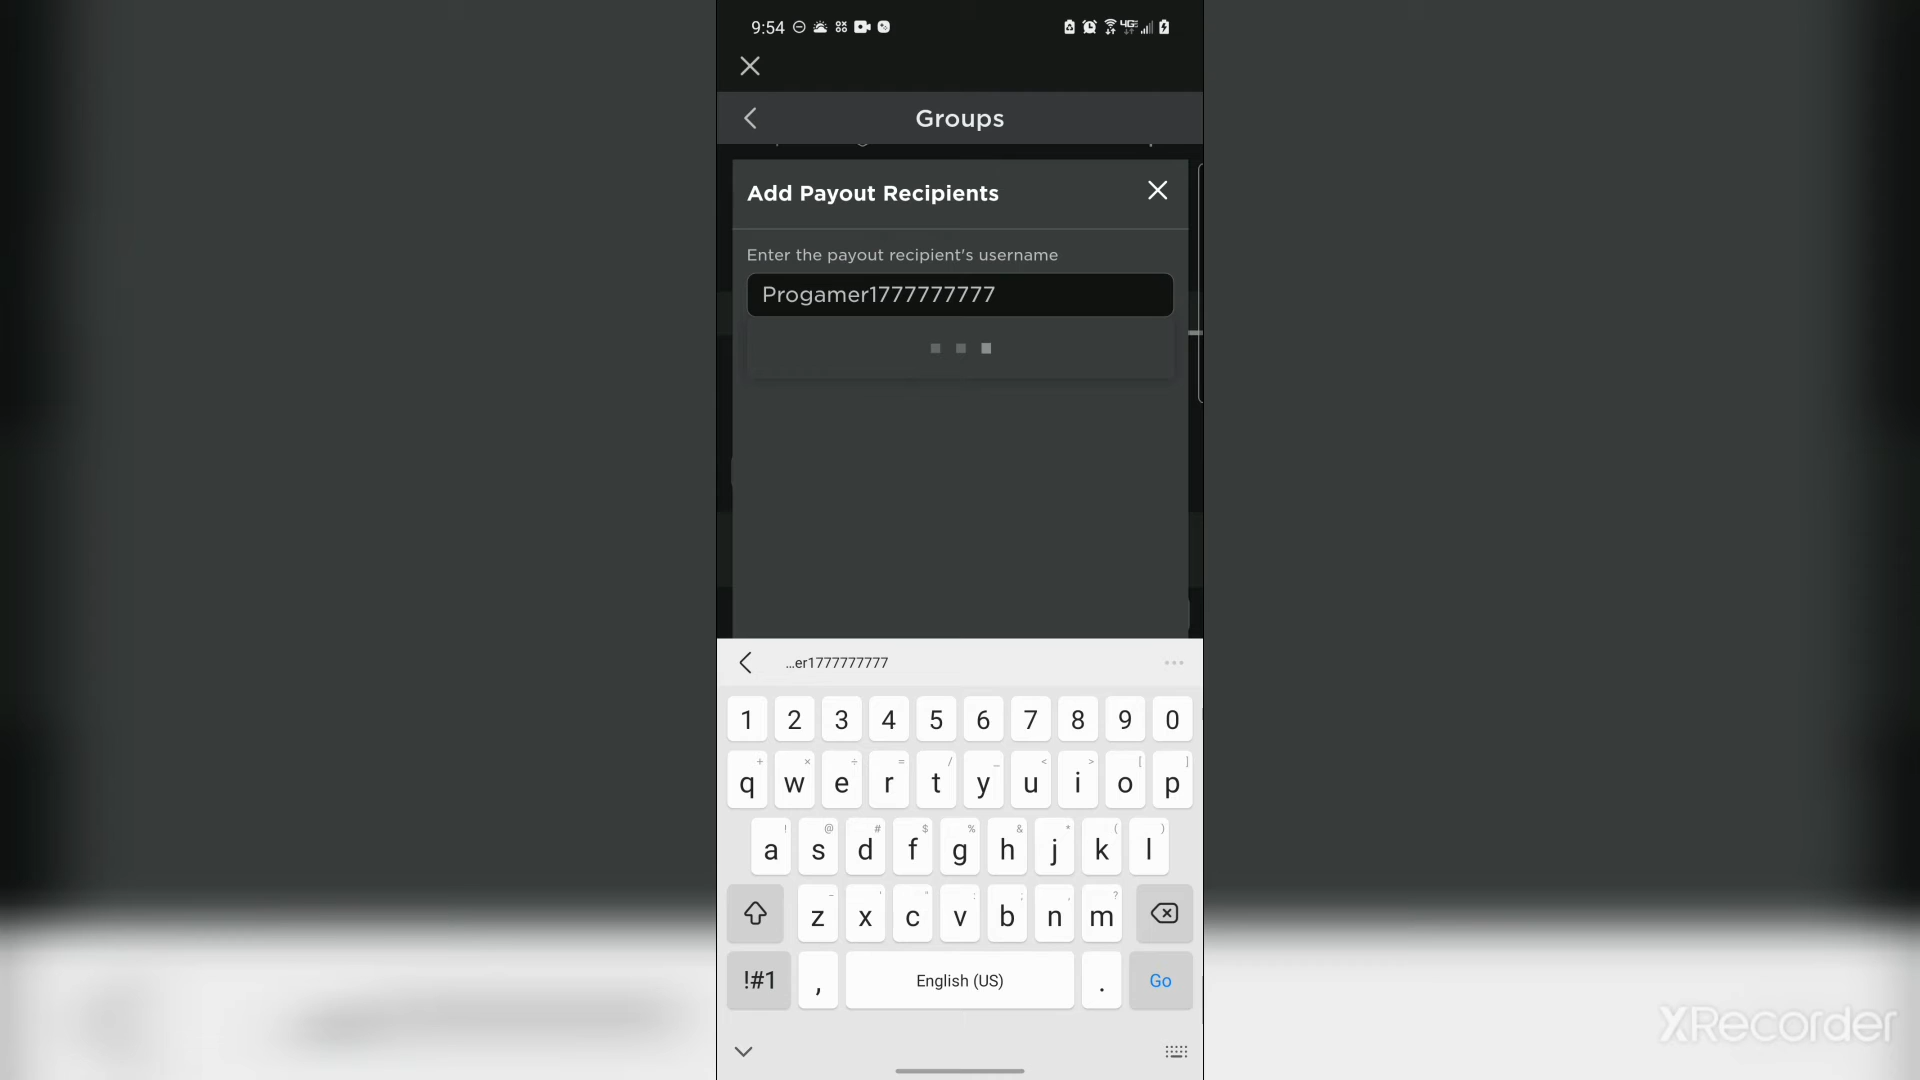 9:54
4G
Groups
Add Payout Recipients
Enter the payout recipient's username
Progamer1777777777
...er1777777777
1 2 3 4 5 6 7 8 9 0
+ × ÷ = / _ < > [ ]
q w e r t y u i o p
! @ # $ % & * ( )
a s d f g h j k l
- ' " : ; , ?
z x c v b n m
!#1 , English (US) . Go
XRecorder